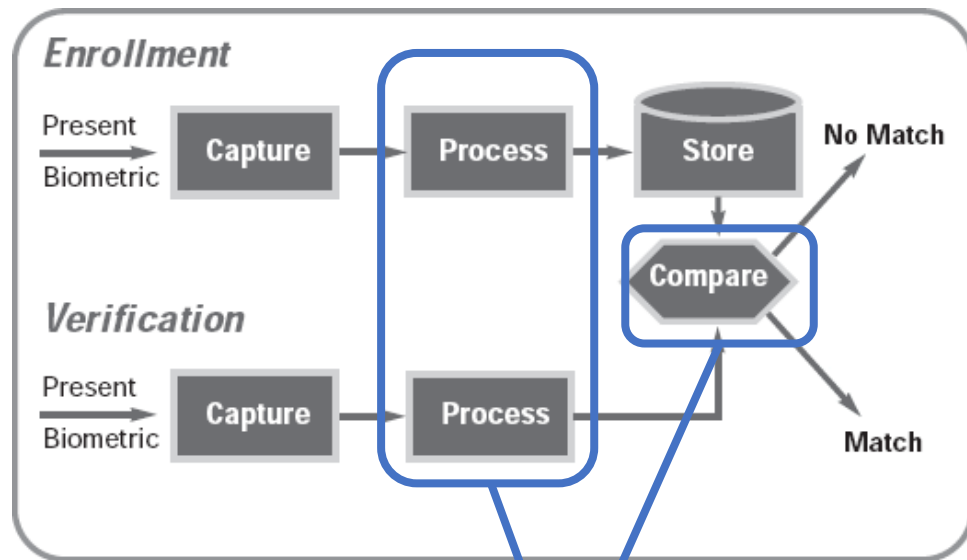 Enrollment
Present
Biometric
Capture
Process
Store
No Match
Compare
Verification
Present
Biometric
Capture
Process
Match